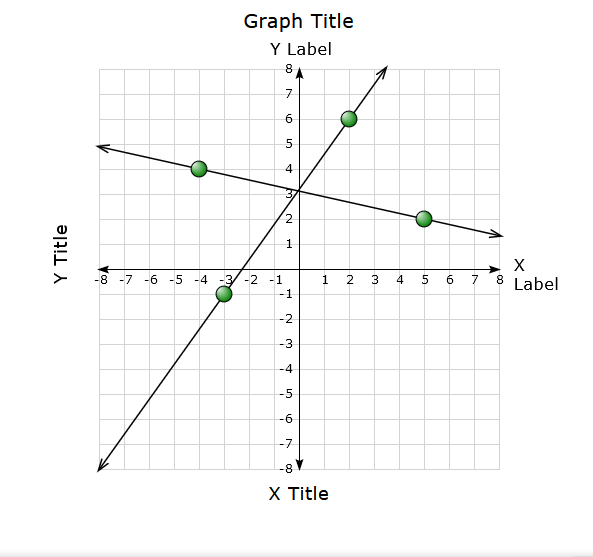 Graph Title
Y Label
8
7
6
5
4
3
2
1
-8 -7 -6 -5 -4 -3 -2 -1 1 2 3 4 5 6 7 8
X
Label
Y Title
-1
-2
-3
-4
-5
-6
-7
-8
X Title